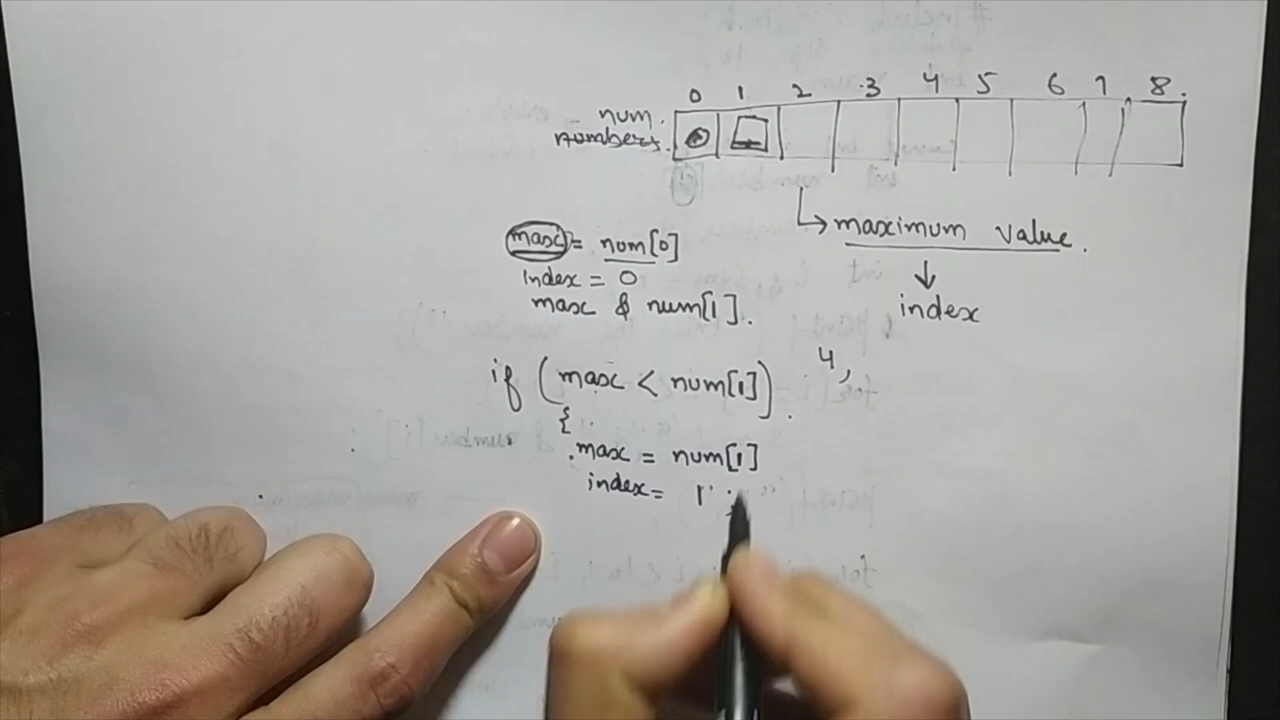 0 1 2 3 4 5 6 7 8.
num.
numbers.
maximum value.
max = num[0]
index = 0
index
max & num[1].
4,
if (max < num[1]).
{
max = num[1]
index = 1 ;